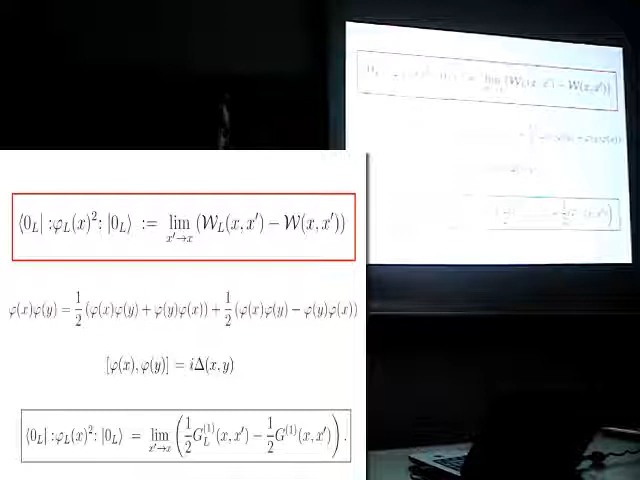 ⟨0_L| :φ_L(x)²: |0_L⟩ := lim_{x′→x} (𝒲_L(x, x′) − 𝒲(x, x′))
φ(x)φ(y) = 1/2 (φ(x)φ(y) + φ(y)φ(x)) + 1/2 (φ(x)φ(y) − φ(y)φ(x))
[φ(x), φ(y)] = iΔ(x, y)
⟨0_L| :φ_L(x)²: |0_L⟩ = lim_{x′→x} (1/2 G_L^{(1)}(x, x′) − 1/2 G^{(1)}(x, x′)).